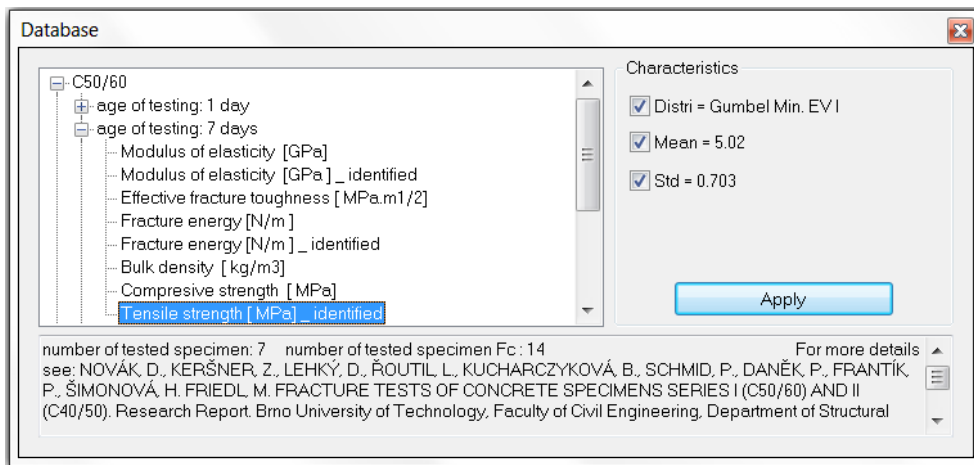 Database
C50/60
age of testing: 1 day
age of testing: 7 days
Modulus of elasticity [GPa]
Modulus of elasticity [GPa ] _ identified
Effective fracture toughness [ MPa.m1/2]
Fracture energy [N/m ]
Fracture energy [N/m ] _ identified
Bulk density [ kg/m3]
Compresive strength [ MPa]
Tensile strength [ MPa] _ identified
Characteristics
Distri = Gumbel Min. EV I
Mean = 5.02
Std = 0.703
Apply
number of tested specimen: 7 number of tested specimen Fc : 14 For more details
see: NOVÁK, D., KERŠNER, Z., LEHKÝ, D., ŘOUTIL, L., KUCHARCZYKOVÁ, B., SCHMID, P., DANĚK, P., FRANTÍK,
P., ŠIMONOVÁ, H. FRIEDL, M. FRACTURE TESTS OF CONCRETE SPECIMENS SERIES I (C50/60) AND II
(C40/50). Research Report. Brno University of Technology, Faculty of Civil Engineering, Department of Structural